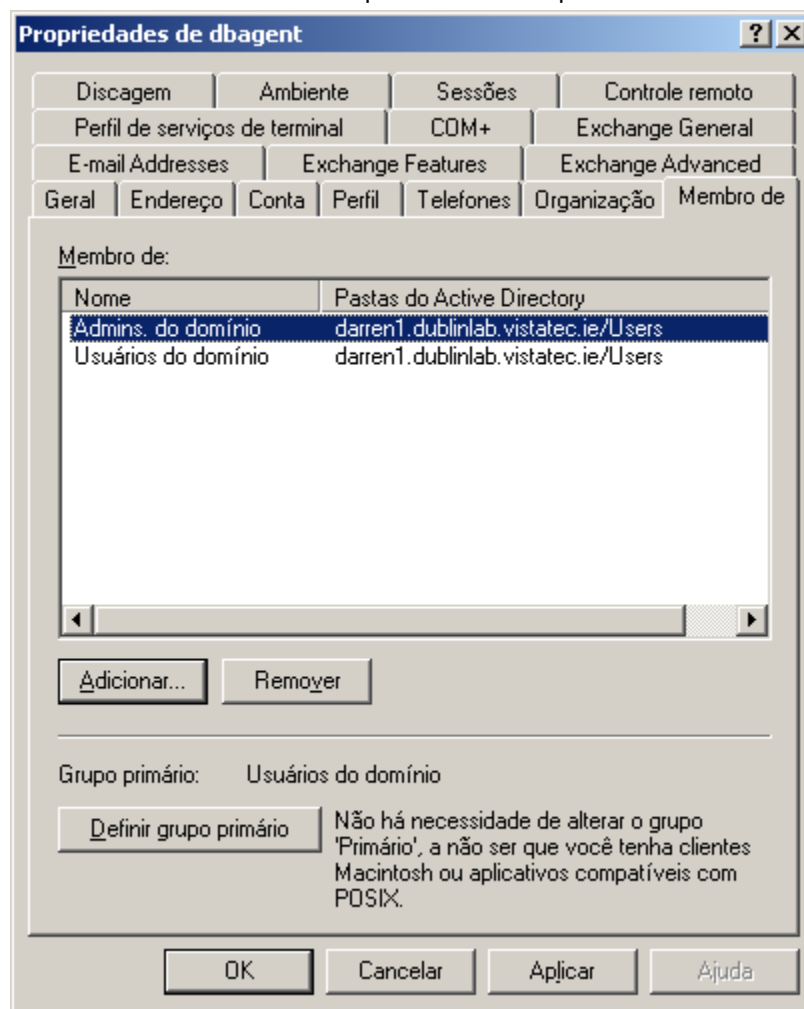 Propriedades de dbagent
Discagem Ambiente Sessões Controle remoto
Perfil de serviços de terminal COM+ Exchange General
E-mail Addresses Exchange Features Exchange Advanced
Geral Endereço Conta Perfil Telefones Organização Membro de
Membro de:
Nome Pastas do Active Directory
Admins. do domínio darren1.dublinlab.vistatec.ie/Users
Usuários do domínio darren1.dublinlab.vistatec.ie/Users
Adicionar... Remover
Grupo primário: Usuários do domínio
Definir grupo primário
Não há necessidade de alterar o grupo
'Primário', a não ser que você tenha clientes
Macintosh ou aplicativos compatíveis com
POSIX.
OK Cancelar Aplicar Ajuda